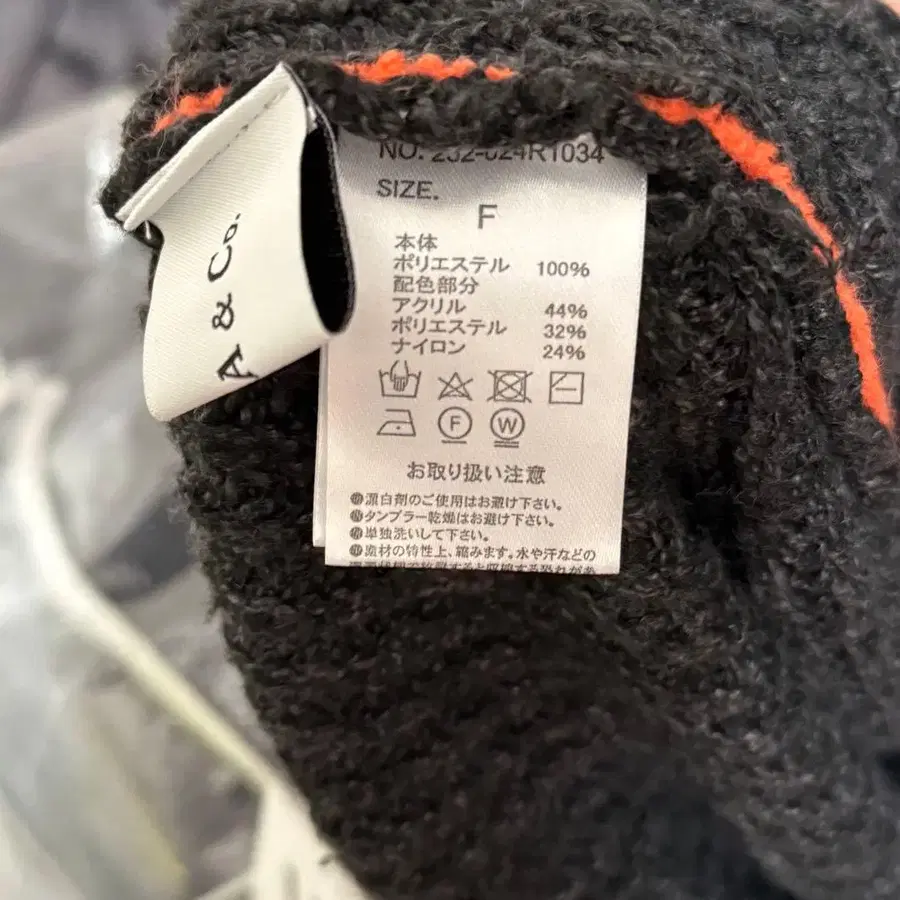 A & Co.
NO. 232-024R1034
SIZE.
F
本体
ポリエステル 100%
配色部分
アクリル 44%
ポリエステル 32%
ナイロン 24%
F W
お取り扱い注意
漂白剤のご使用はお避け下さい。
タンブラー乾燥はお避け下さい。
単独洗いして下さい。
素材の特性上、縮みます。水や汗などの